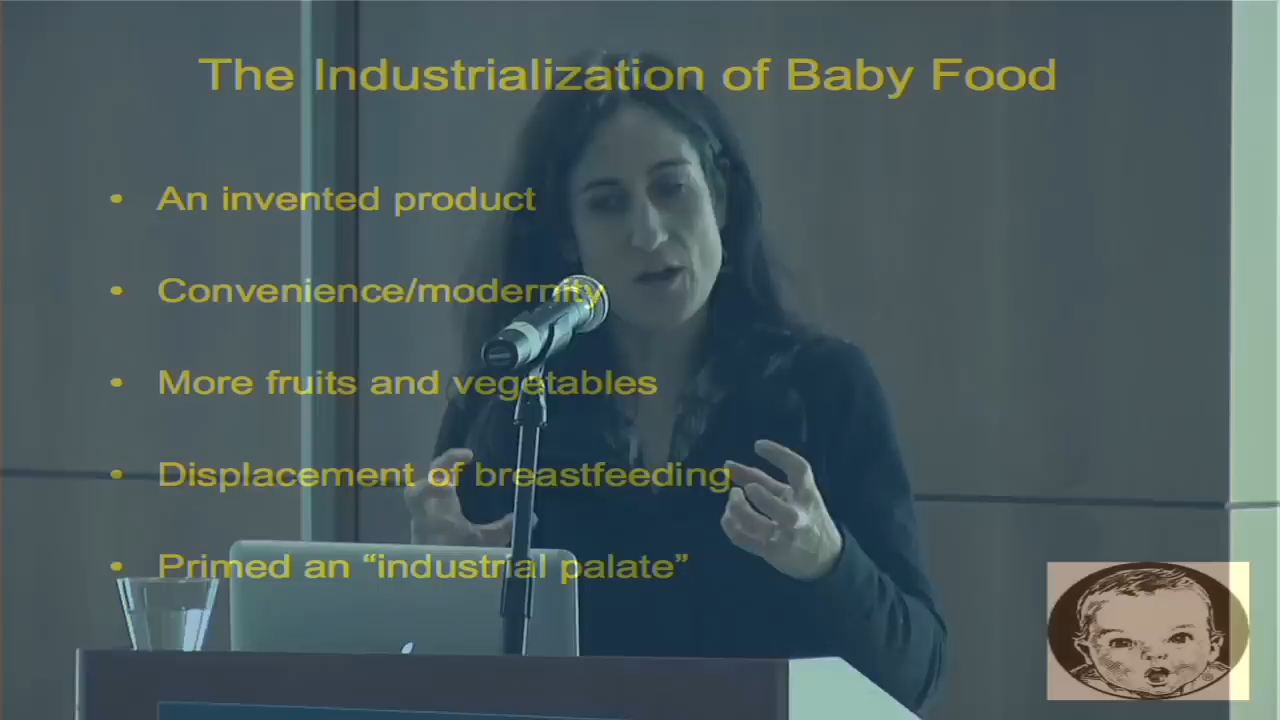 The Industrialization of Baby Food
• An invented product
• Convenience/modernity
• More fruits and vegetables
• Displacement of breastfeeding
• Primed an “industrial palate”